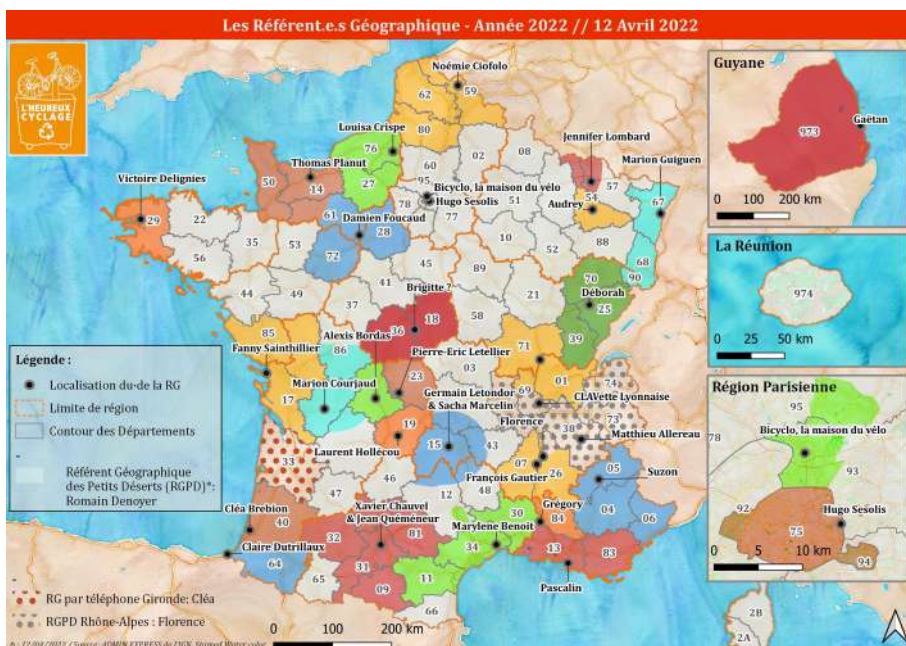 Les Référent.e.s Géographique - Année 2022 // 12 Avril 2022
L'HEUREUX
CYCLAGE
Noémie Ciofolo
62
59
80
Louisa Crispe
76
27
Thomas Planut
50
14
Victoire Delignies
29
22
56
35
53
61
Damien Foucaud
28
72
60
02
08
95
Bicyclo, la maison du vélo
78
Hugo Sesolis
77
51
Jennifer Lombard
57
Marion Guiguen
54
Audrey
67
68
88
90
10
52
45
89
41
44
49
37
Brigitte ?
18
36
58
21
70
Déborah
25
39
Alexis Bordas
85
Fanny Sainthillier
86
Pierre-Eric Letellier
17
Marion Courjaud
23
03
71
01
69
74
CLAVette Lyonnaise
73
Germain Letondor
& Sacha Marcelin
Florence
38
Matthieu Allereau
19
15
43
Laurent Hollécou
33
07
26
François Gautier
05
Suzon
04
06
46
47
12
48
Cléa Brebion
40
Xavier Chauvel
& Jean Quéméneur
32
81
Marylene Benoit
30
Grégory
84
34
13
83
Claire Dutrillaux
64
31
65
09
11
66
Pascalin
2B
2A
Légende :
Localisation du·de la RG
Limite de région
Contour des Départements
-
Référent Géographique
des Petits Déserts (RGPD)*:
Romain Denoyer
-
RG par téléphone Gironde: Cléa
RGPD Rhône-Alpes : Florence
0 100 200 km
Guyane
973
Gaëtan
0 100 200 km
La Réunion
974
0 25 50 km
Région Parisienne
95
78
Bicyclo, la maison du vélo
93
92
75
Hugo Sesolis
94
0 5 10 km